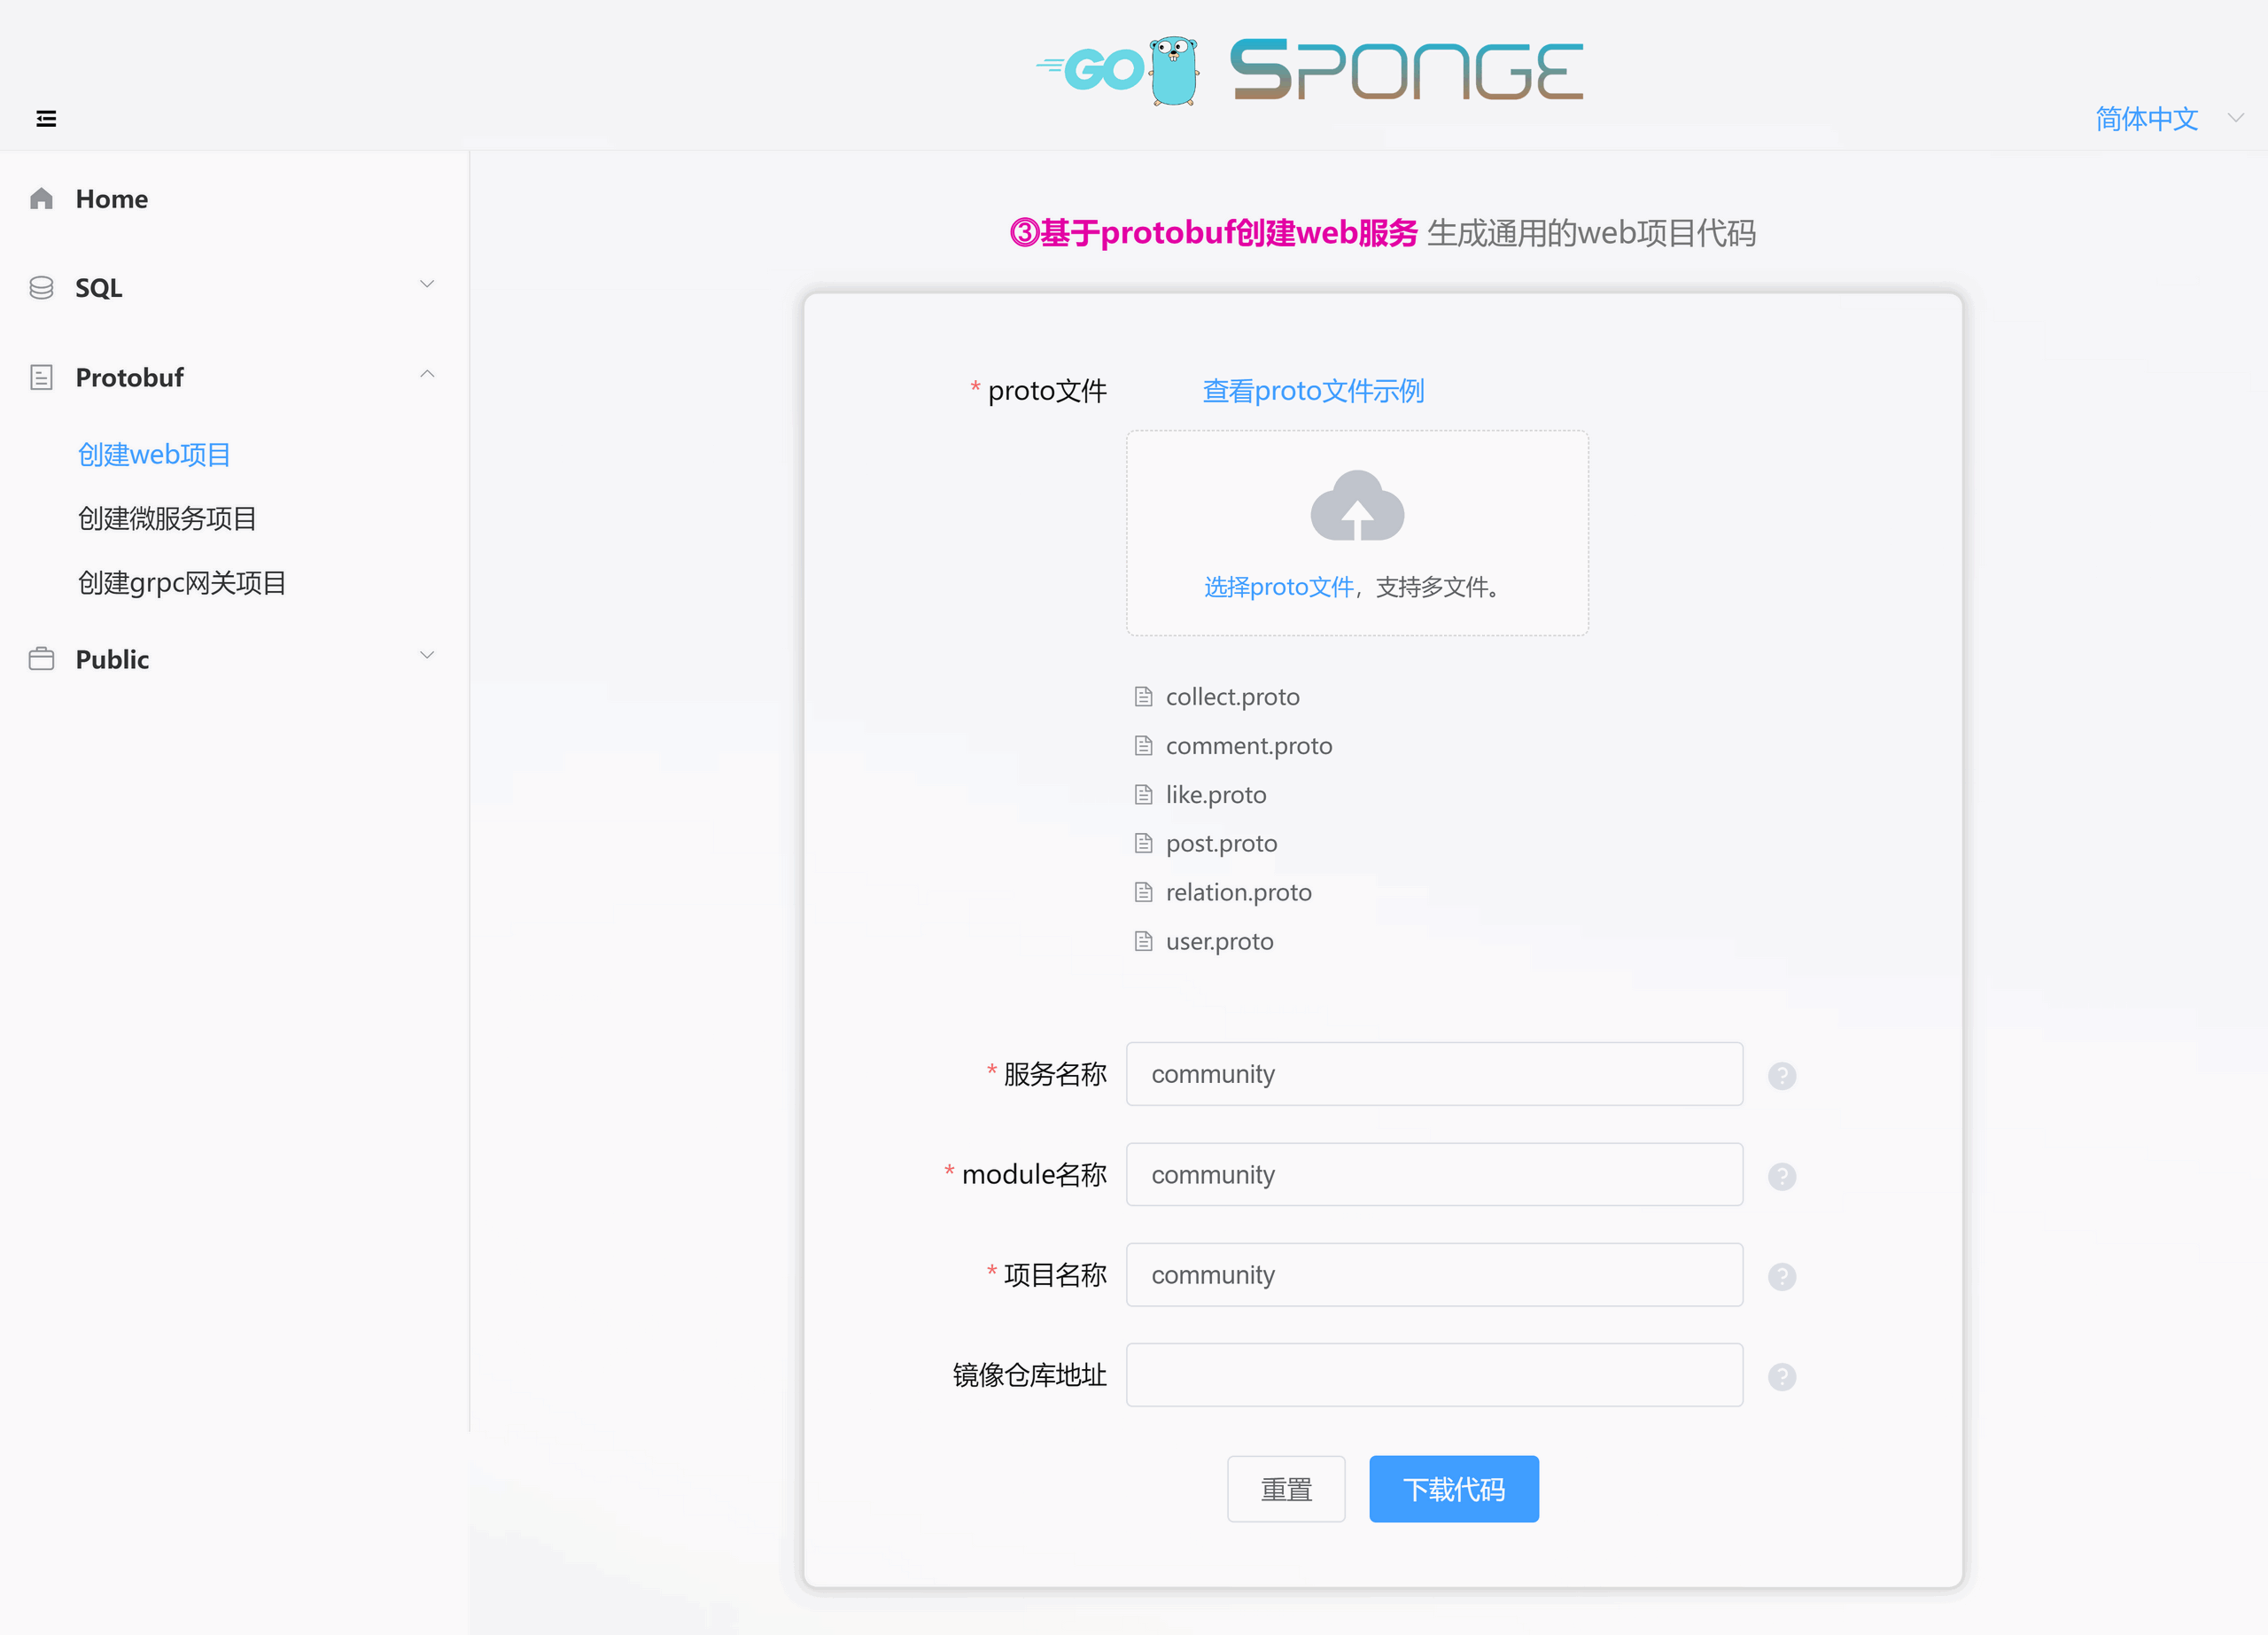 GO SPONGE
简体中文
Home
SQL
Protobuf
创建web项目
创建微服务项目
创建grpc网关项目
Public
③基于protobuf创建web服务 生成通用的web项目代码
* proto文件 查看proto文件示例
选择proto文件，支持多文件。
collect.proto
comment.proto
like.proto
post.proto
relation.proto
user.proto
* 服务名称 community ?
* module名称 community ?
* 项目名称 community ?
镜像仓库地址 ?
重置 下载代码